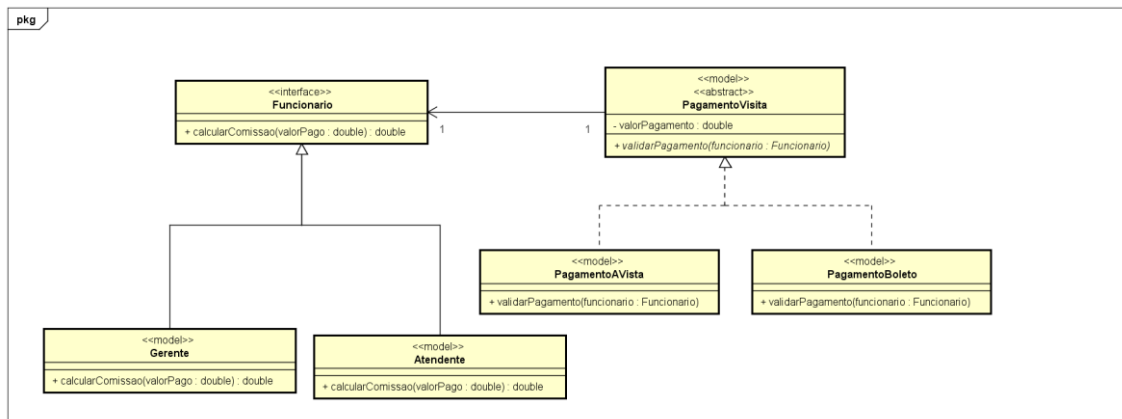 pkg
<<interface>>
Funcionario
+ calcularComissao(valorPago : double) : double
1
1
<<model>>
<<abstract>>
PagamentoVisita
- valorPagamento : double
+ validarPagamento(funcionario : Funcionario)
<<model>>
PagamentoAVista
+ validarPagamento(funcionario : Funcionario)
<<model>>
PagamentoBoleto
+ validarPagamento(funcionario : Funcionario)
<<model>>
Gerente
+ calcularComissao(valorPago : double) : double
<<model>>
Atendente
+ calcularComissao(valorPago : double) : double